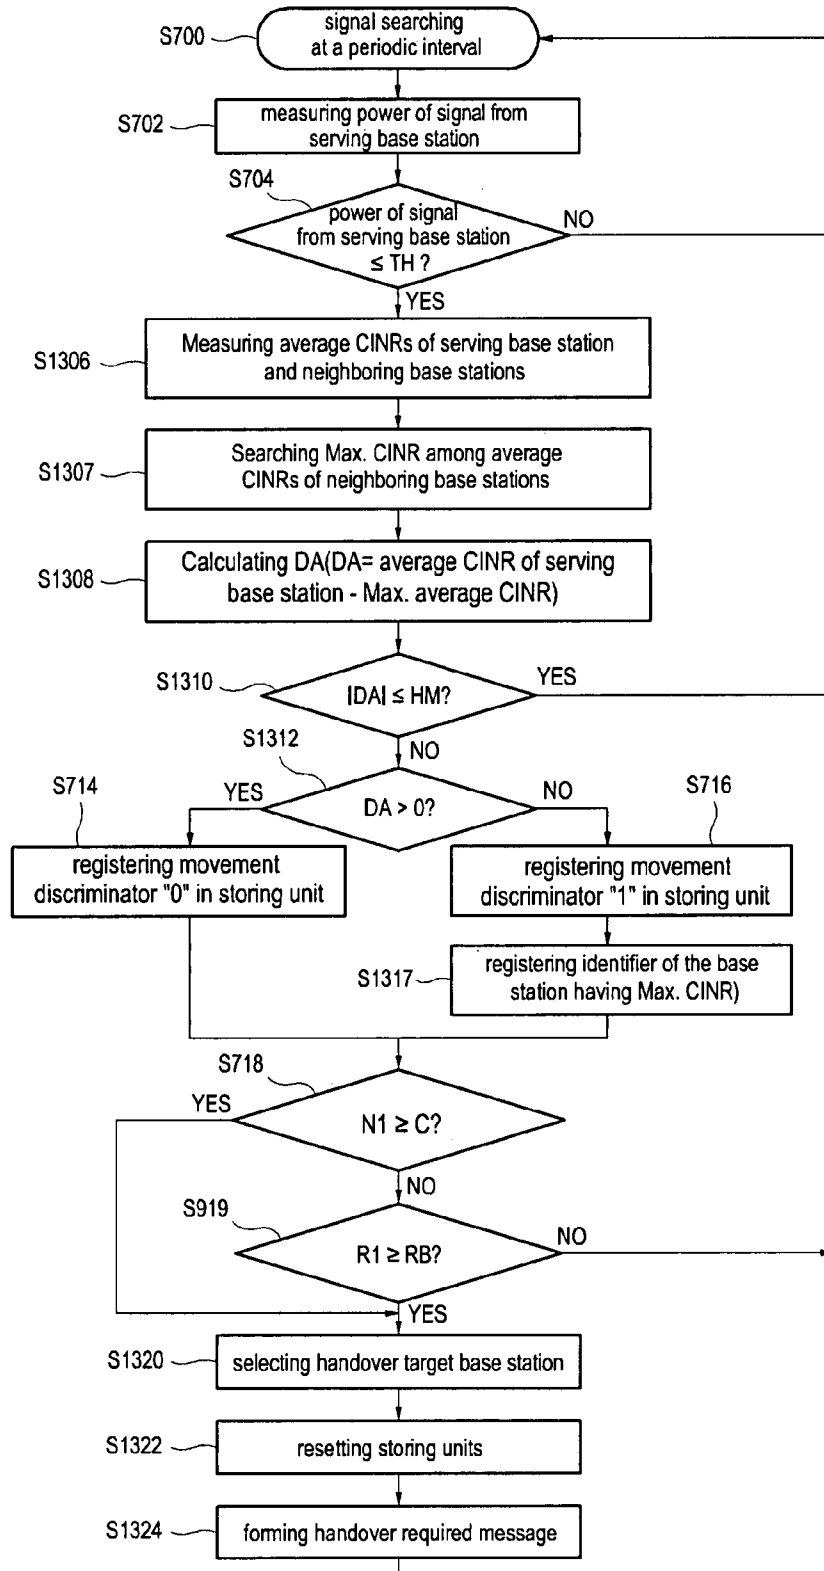 S700
signal searching
at a periodic interval
S702
measuring power of signal from
serving base station
S704
power of signal
from serving base station
≤ TH ?
NO
YES
S1306
Measuring average CINRs of serving base station
and neighboring base stations
S1307
Searching Max. CINR among average
CINRs of neighboring base stations
S1308
Calculating DA(DA= average CINR of serving
base station - Max. average CINR)
S1310
|DA| ≤ HM?
YES
NO
S1312
DA > 0?
YES
NO
S714
registering movement
discriminator "0" in storing unit
S716
registering movement
discriminator "1" in storing unit
S1317
registering identifier of the base
station having Max. CINR)
S718
YES
N1 ≥ C?
NO
S919
R1 ≥ RB?
NO
YES
S1320
selecting handover target base station
S1322
resetting storing units
S1324
forming handover required message